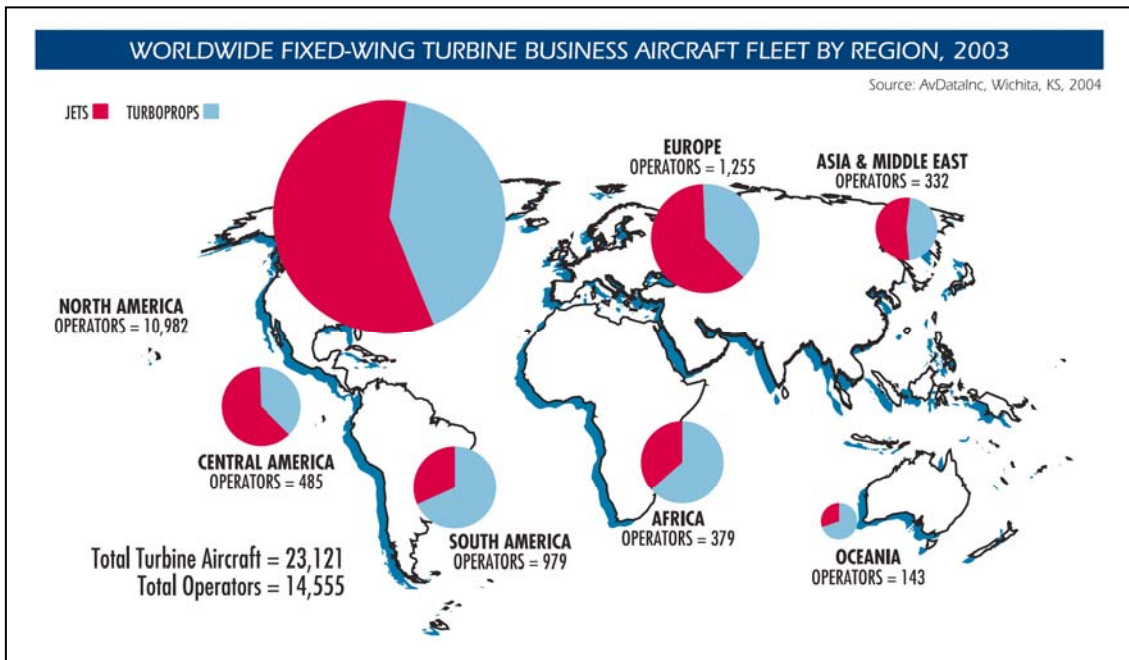 WORLDWIDE FIXED-WING TURBINE BUSINESS AIRCRAFT FLEET BY REGION, 2003
Source: AvDataInc, Wichita, KS, 2004
JETS TURBOPROPS
EUROPE
OPERATORS = 1,255
ASIA & MIDDLE EAST
OPERATORS = 332
NORTH AMERICA
OPERATORS = 10,982
CENTRAL AMERICA
OPERATORS = 485
SOUTH AMERICA
OPERATORS = 979
AFRICA
OPERATORS = 379
OCEANIA
OPERATORS = 143
Total Turbine Aircraft = 23,121
Total Operators = 14,555